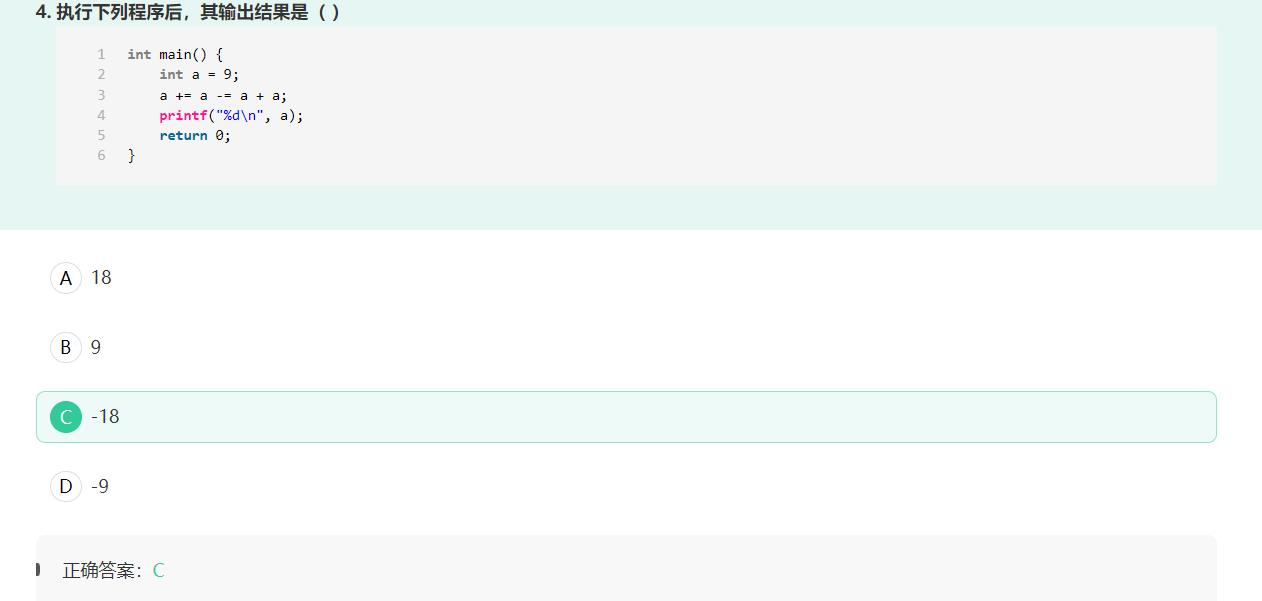 4. 执行下列程序后，其输出结果是（ ）
1 int main() {
2 int a = 9;
3 a += a -= a + a;
4 printf("%d\n", a);
5 return 0;
6 }
A 18
B 9
C -18
D -9
正确答案：C